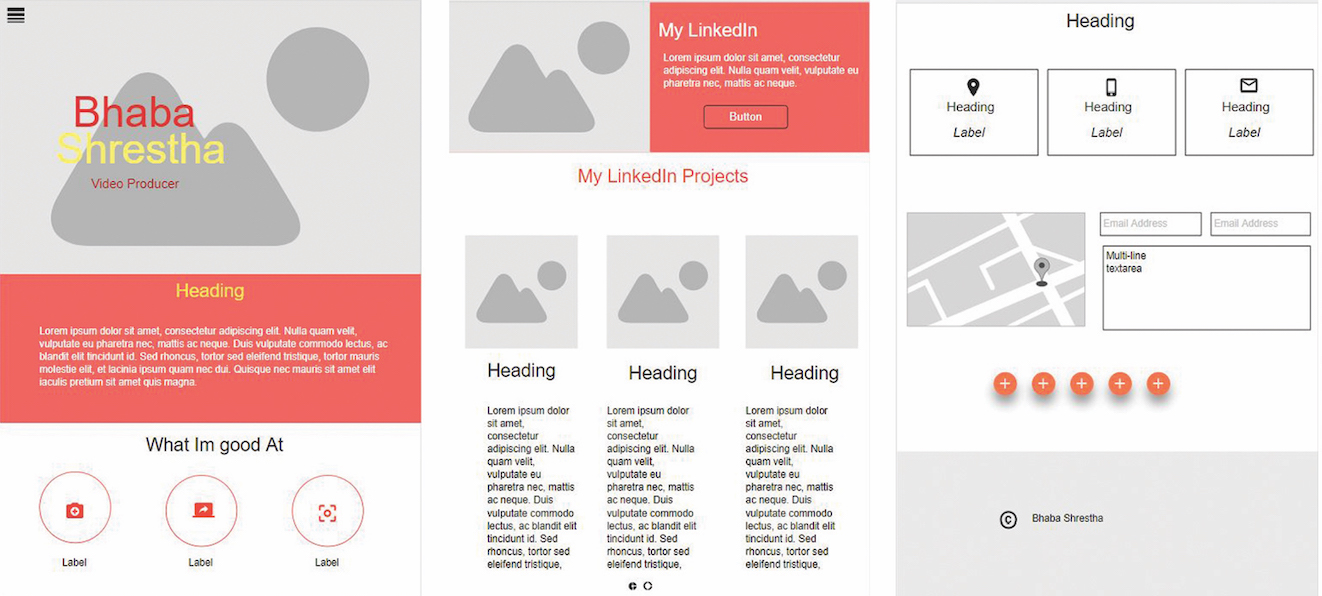 Bhaba
Shrestha
Video Producer
Heading
Lorem ipsum dolor sit amet, consectetur adipiscing elit. Nulla quam velit,
vulputate eu pharetra nec, mattis ac neque. Duis vulputate commodo lectus, ac
blandit elit tincidunt id. Sed rhoncus, tortor sed eleifend tristique, tortor mauris
molestie elit, et lacinia ipsum quam nec dui. Quisque nec mauris sit amet elit
iaculis pretium sit amet quis magna.
What Im good At
Label
Label
Label
My LinkedIn
Lorem ipsum dolor sit amet, consectetur
adipiscing elit. Nulla quam velit, vulputate eu
pharetra nec, mattis ac neque.
Button
My LinkedIn Projects
Heading
Lorem ipsum dolor
sit amet,
consectetur
adipiscing elit. Nulla
quam velit,
vulputate eu
pharetra nec, mattis
ac neque. Duis
vulputate commodo
lectus, ac blandit elit
tincidunt id. Sed
rhoncus, tortor sed
eleifend tristique,
Heading
Lorem ipsum dolor
sit amet,
consectetur
adipiscing elit. Nulla
quam velit,
vulputate eu
pharetra nec, mattis
ac neque. Duis
vulputate commodo
lectus, ac blandit elit
tincidunt id. Sed
rhoncus, tortor sed
eleifend tristique,
Heading
Lorem ipsum dolor
sit amet,
consectetur
adipiscing elit. Nulla
quam velit,
vulputate eu
pharetra nec, mattis
ac neque. Duis
vulputate commodo
lectus, ac blandit elit
tincidunt id. Sed
rhoncus, tortor sed
eleifend tristique,
Heading
Heading
Label
Heading
Label
Heading
Label
Email Address
Email Address
Multi-line
textarea
© Bhaba Shrestha